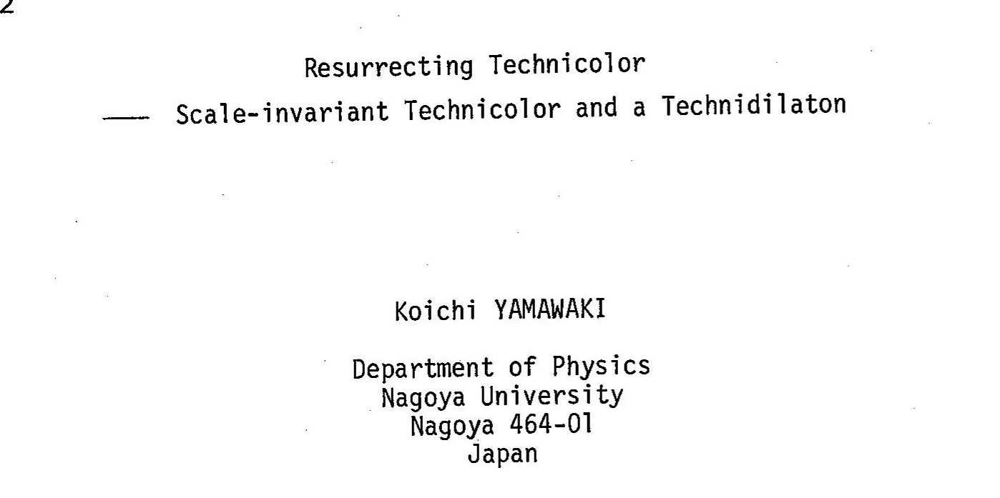 2
Resurrecting Technicolor
— Scale-invariant Technicolor and a Technidilaton
Koichi YAMAWAKI
Department of Physics
Nagoya University
Nagoya 464-01
Japan